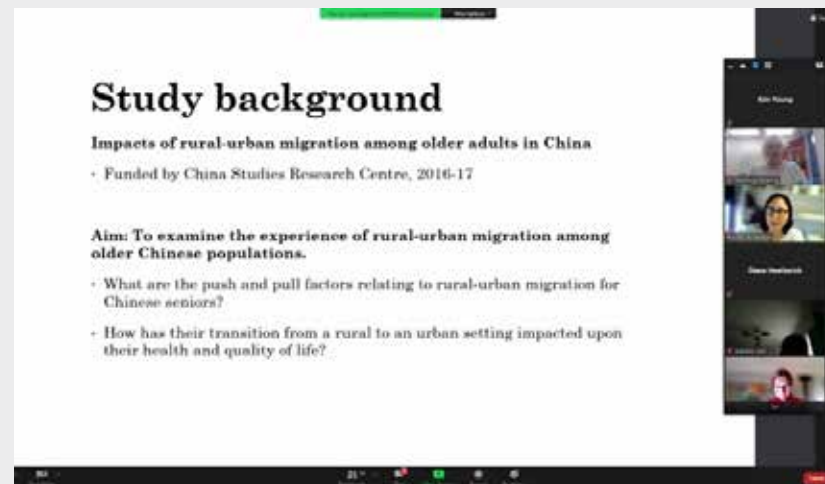 Study background
Impacts of rural-urban migration among older adults in China
• Funded by China Studies Research Centre, 2016-17
Aim: To examine the experience of rural-urban migration among
older Chinese populations.
• What are the push and pull factors relating to rural-urban migration for
Chinese seniors?
• How has their transition from a rural to an urban setting impacted upon
their health and quality of life?